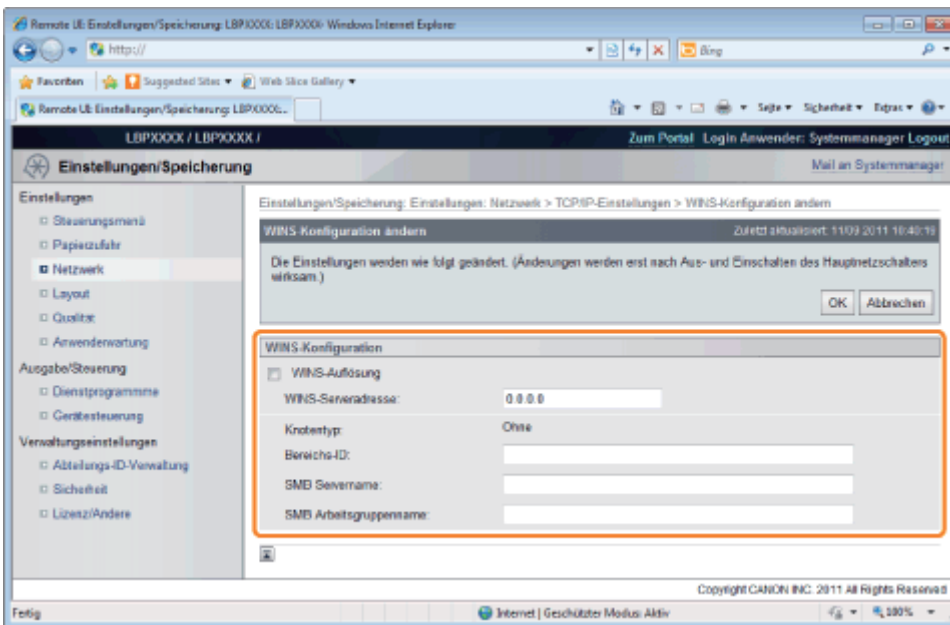 Remote UI: Einstellungen/Speicherung: LBPXXXX: LBPXXXX- Windows Internet Explorer
http://
Bing
Favoriten Suggested Sites Web Slice Gallery
Remote UI: Einstellungen/Speicherung: LBPXXXX:...
Seite Sicherheit Extras
LBPXXXX / LBPXXXX /
Zum Portal Login Anwender: Systemmanager Logout
Einstellungen/Speicherung
Mail an Systemmanager
Einstellungen
Steuerungsmenü
Papierzufuhr
Netzwerk
Layout
Qualität
Anwenderwartung
Ausgabe/Steuerung
Dienstprogrammme
Gerätesteuerung
Verwaltungseinstellungen
Abteilungs-ID-Verwaltung
Sicherheit
Lizenz/Andere
Einstellungen/Speicherung: Einstellungen: Netzwerk > TCP/IP-Einstellungen > WINS-Konfiguration ändern
WINS-Konfiguration ändern
Zuletzt aktualisiert: 11/09 2011 10:40:19
Die Einstellungen werden wie folgt geändert. (Änderungen werden erst nach Aus- und Einschalten des Hauptnetzschalters
wirksam.)
OK Abbrechen
WINS-Konfiguration
WINS-Auflösung
WINS-Serveradresse: 0.0.0.0
Knotentyp: Ohne
Bereichs-ID:
SMB Servername:
SMB Arbeitsgruppenname:
Copyright CANON INC. 2011 All Rights Reserved
Fertig
Internet | Geschützter Modus: Aktiv
100%